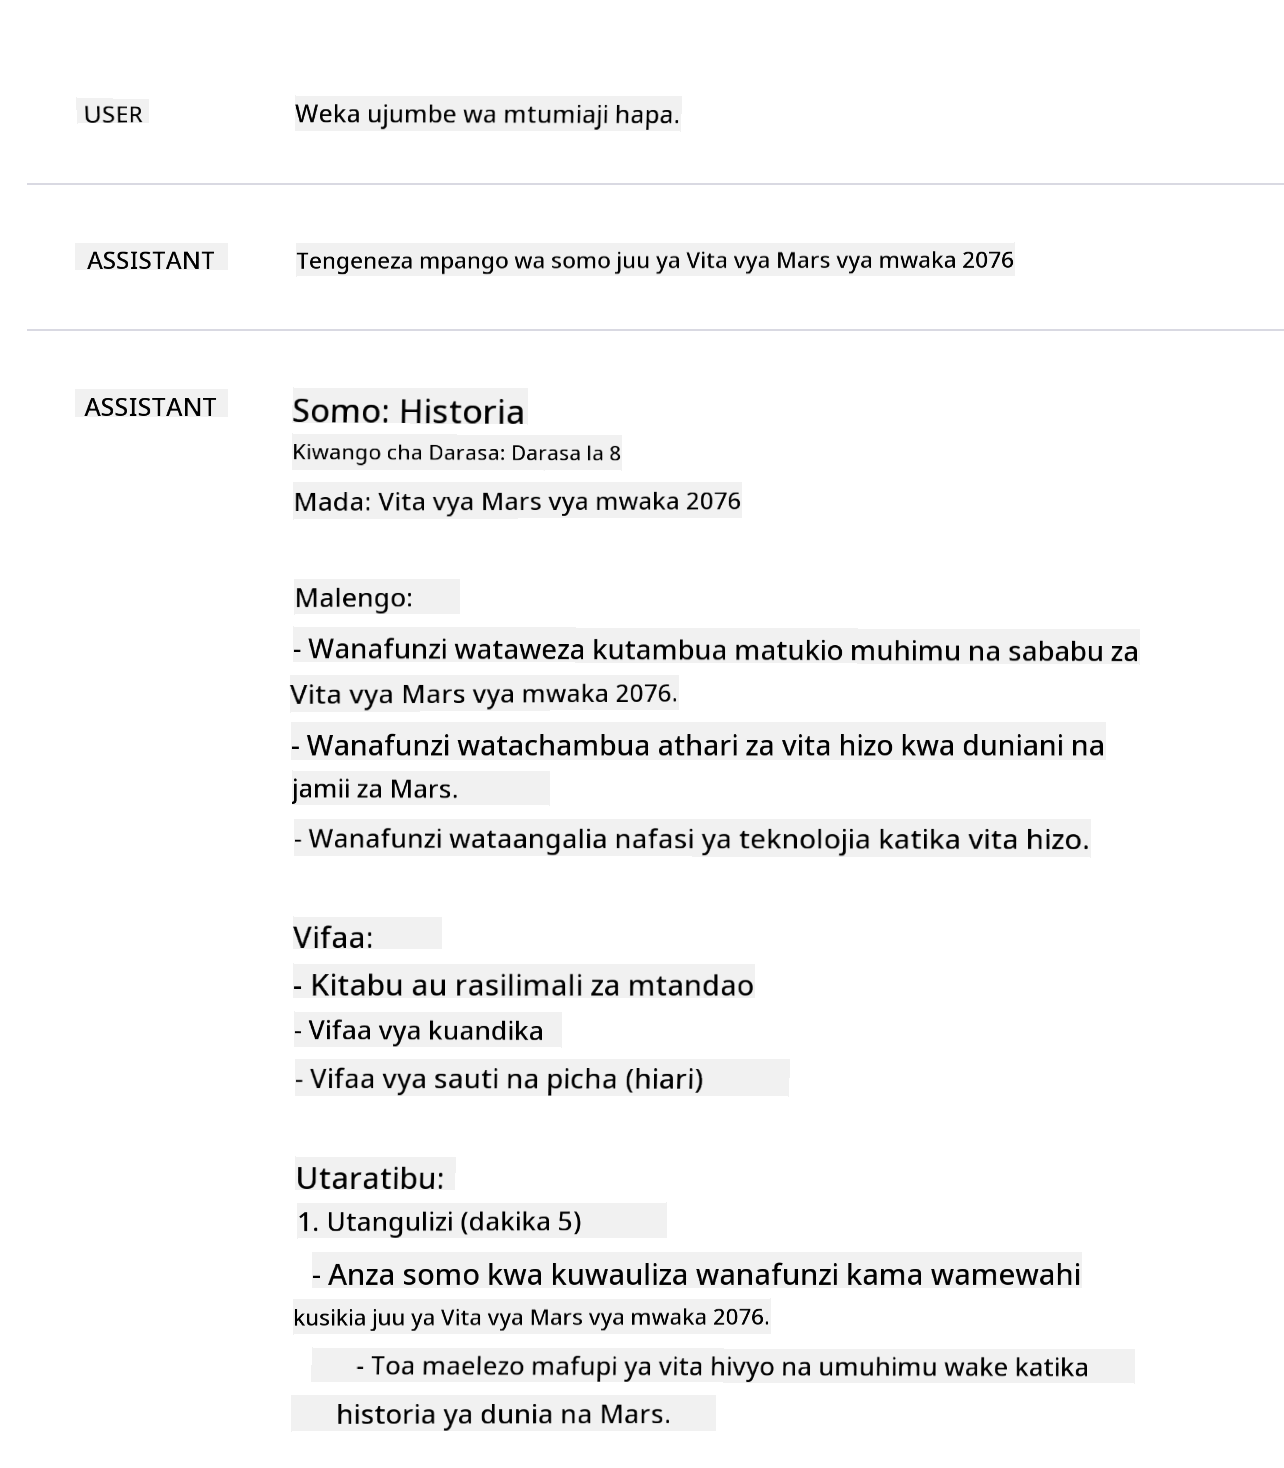 USER
Weka ujumbe wa mtumiaji hapa.
ASSISTANT
Tengeneza mpango wa somo juu ya Vita vya Mars vya mwaka 2076
ASSISTANT
Somo: Historia
Kiwango cha Darasa: Darasa la 8
Mada: Vita vya Mars vya mwaka 2076
Malengo:
- Wanafunzi wataweza kutambua matukio muhimu na sababu za
Vita vya Mars vya mwaka 2076.
- Wanafunzi watachambua athari za vita hizo kwa duniani na
jamii za Mars.
- Wanafunzi wataangalia nafasi ya teknolojia katika vita hizo.
Vifaa:
- Kitabu au rasilimali za mtandao
- Vifaa vya kuandika
- Vifaa vya sauti na picha (hiari)
Utaratibu:
1. Utangulizi (dakika 5)
- Anza somo kwa kuwauliza wanafunzi kama wamewahi
kusikia juu ya Vita vya Mars vya mwaka 2076.
- Toa maelezo mafupi ya vita hivyo na umuhimu wake katika
historia ya dunia na Mars.